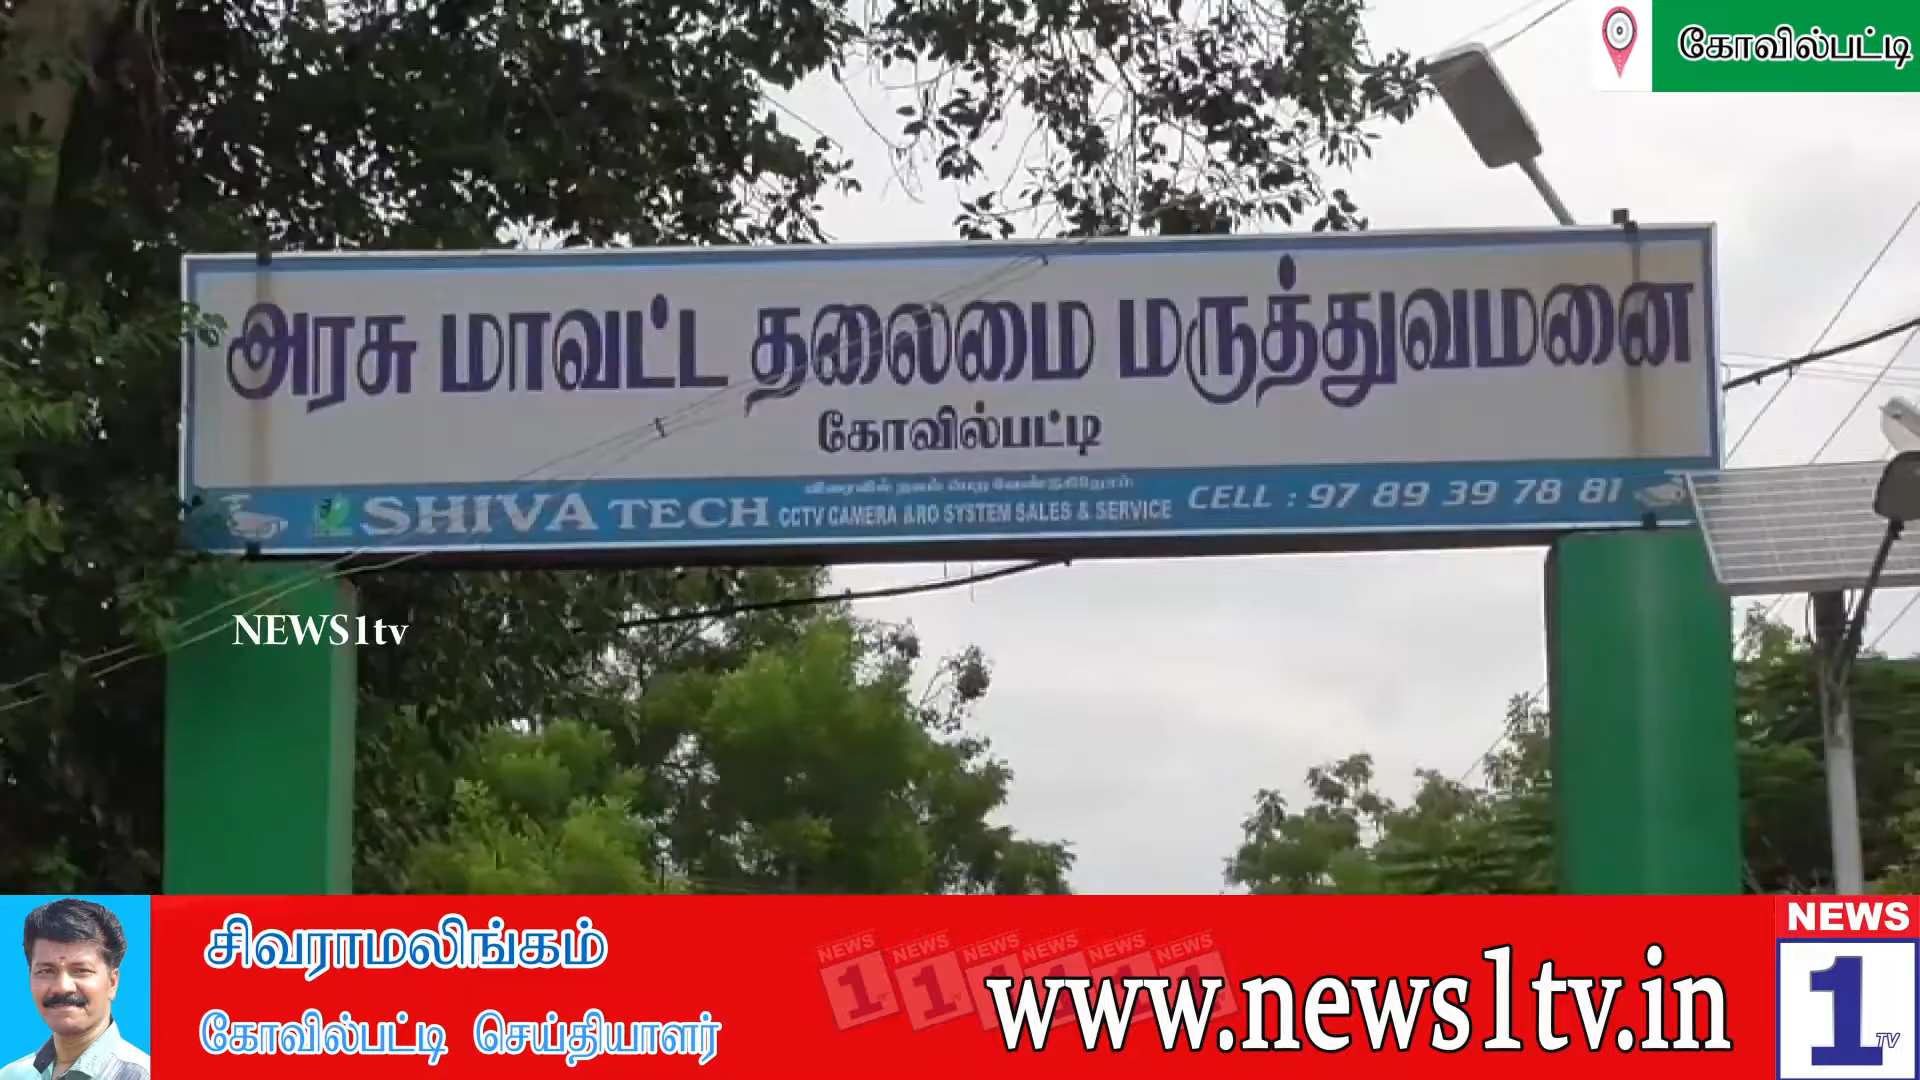 கோவில்பட்டி
அரசு மாவட்ட தலைமை மருத்துவமனை
கோவில்பட்டி
விரைவில் நலம் பெற வேண்டுகிறோம்
SHIVA TECH CCTV CAMERA &RO SYSTEM SALES & SERVICE CELL : 97 89 39 78 81
NEWS1tv
சிவராமலிங்கம்
கோவில்பட்டி செய்தியாளர்
www.news1tv.in
NEWS
1
TV